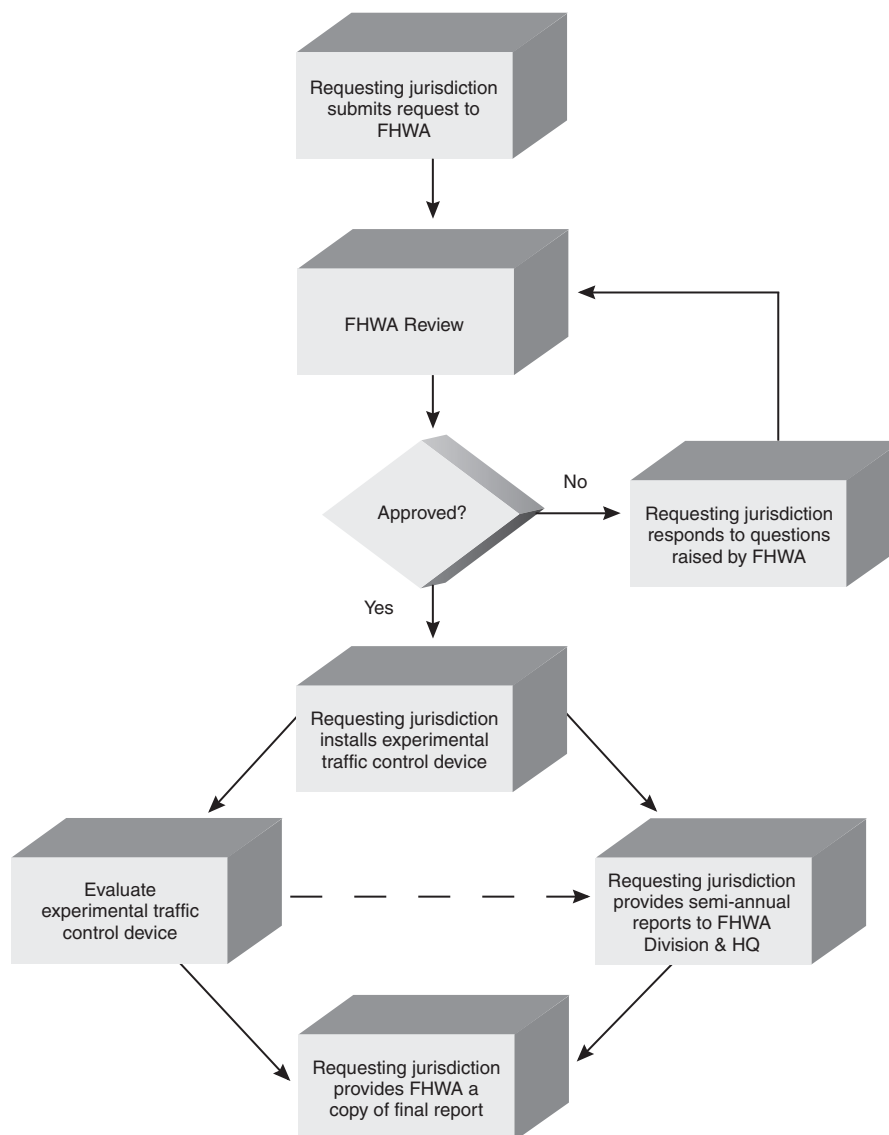 Requesting jurisdiction
submits request to
FHWA
FHWA Review
Approved?
No
Requesting jurisdiction
responds to questions
raised by FHWA
Yes
Requesting jurisdiction
installs experimental
traffic control device
Evaluate
experimental traffic
control device
Requesting jurisdiction
provides semi-annual
reports to FHWA
Division & HQ
Requesting jurisdiction
provides FHWA a
copy of final report